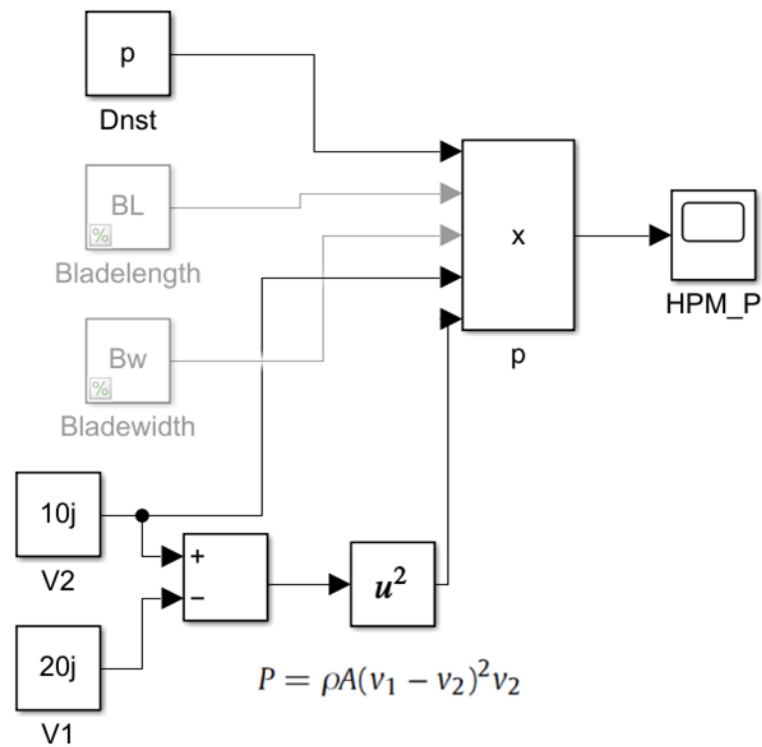 p
Dnst
BL
%
Bladelength
Bw
%
Bladewidth
x
p
HPM_P
10j
V2
+
−
u²
20j
V1
P = ρA(v₁ − v₂)²v₂